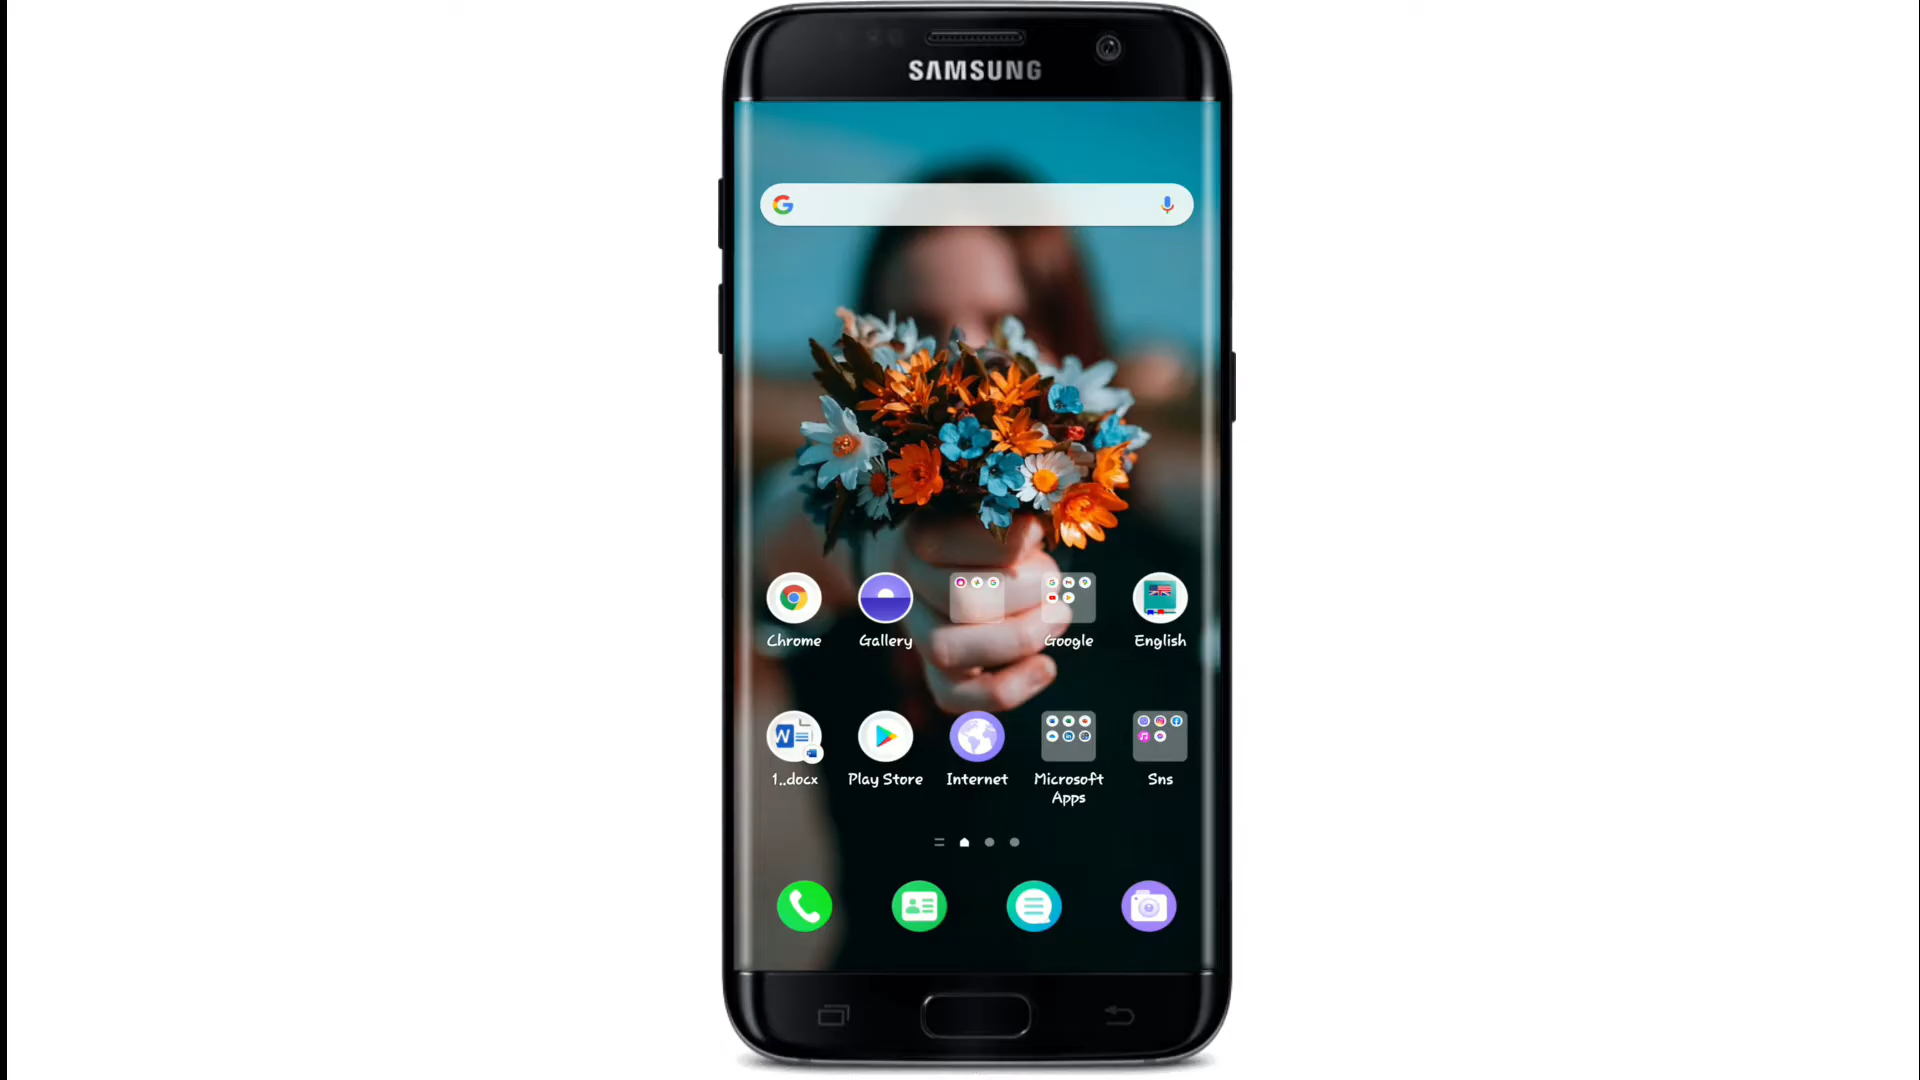 SAMSUNG
Chrome
Gallery
Google
English
1..docx
Play Store
Internet
Microsoft
Apps
Sns